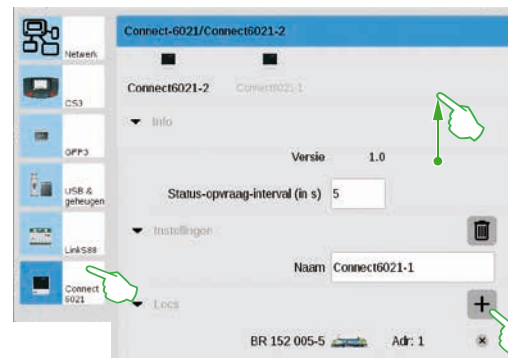 Connect-6021/Connect6021-2
Netwerk
CS3
GFP3
USB &
geheugen
LinkS88
Connect
6021
Connect6021-2 Connect6021-1
Info
Versie 1.0
Status-opvraag-interval (in s) 5
Instellingen
Naam Connect6021-1
Locs
BR 152 005-5 Adr: 1